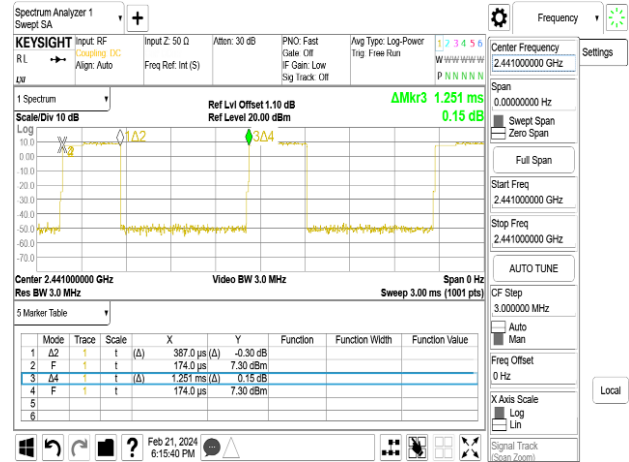 Spectrum Analyzer 1
Swept SA
Frequency
KEYSIGHT
RL
Input: RF
Coupling: DC
Align: Auto
Input Z: 50 Ω
Freq Ref: Int (S)
Atten: 30 dB
PNO: Fast
Gate: Off
IF Gain: Low
Sig Track: Off
Avg Type: Log-Power
Trig: Free Run
1 2 3 4 5 6
W W W W W W
P N N N N N
Center Frequency
2.441000000 GHz
Settings
Span
0.00000000 Hz
Swept Span
Zero Span
Full Span
Start Freq
2.441000000 GHz
Stop Freq
2.441000000 GHz
AUTO TUNE
CF Step
3.000000 MHz
Auto
Man
Freq Offset
0 Hz
X Axis Scale
Log
Lin
Signal Track
(Span Zoom)
Local
1 Spectrum
Scale/Div 10 dB
Ref Lvl Offset 1.10 dB
Ref Level 20.00 dBm
ΔMkr3 1.251 ms
0.15 dB
Log
10.0
0.00
-10.0
-20.0
-30.0
-40.0
-50.0
-60.0
-70.0
1Δ2
3Δ4
Center 2.441000000 GHz
Res BW 3.0 MHz
Video BW 3.0 MHz
Span 0 Hz
Sweep 3.00 ms (1001 pts)
5 Marker Table
Mode Trace Scale X Y Function Function Width Function Value
1 Δ2 1 t (Δ) 387.0 µs (Δ) -0.30 dB
2 F 1 t 174.0 µs 7.30 dBm
3 Δ4 1 t (Δ) 1.251 ms (Δ) 0.15 dB
4 F 1 t 174.0 µs 7.30 dBm
5
6
Feb 21, 2024
6:15:40 PM